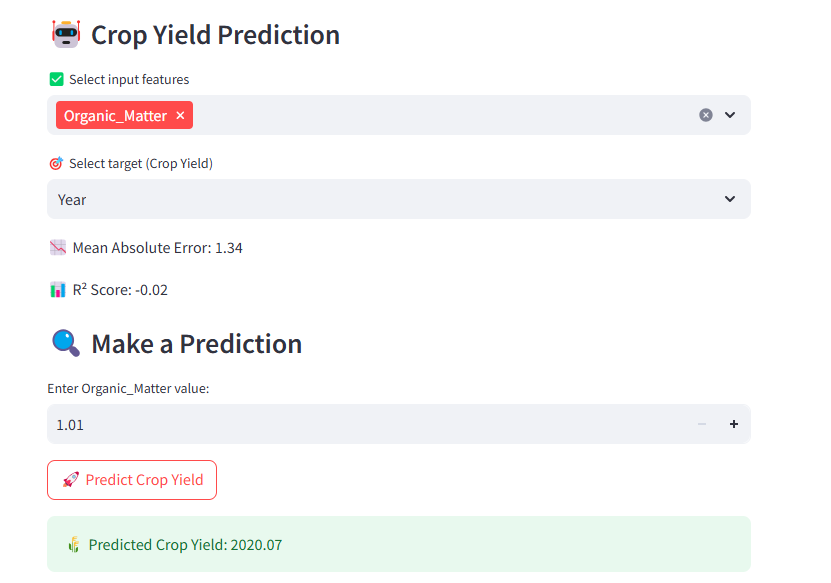 Crop Yield Prediction
Select input features
Organic_Matter ×
Select target (Crop Yield)
Year
Mean Absolute Error: 1.34
R² Score: -0.02
Make a Prediction
Enter Organic_Matter value:
1.01
Predict Crop Yield
Predicted Crop Yield: 2020.07